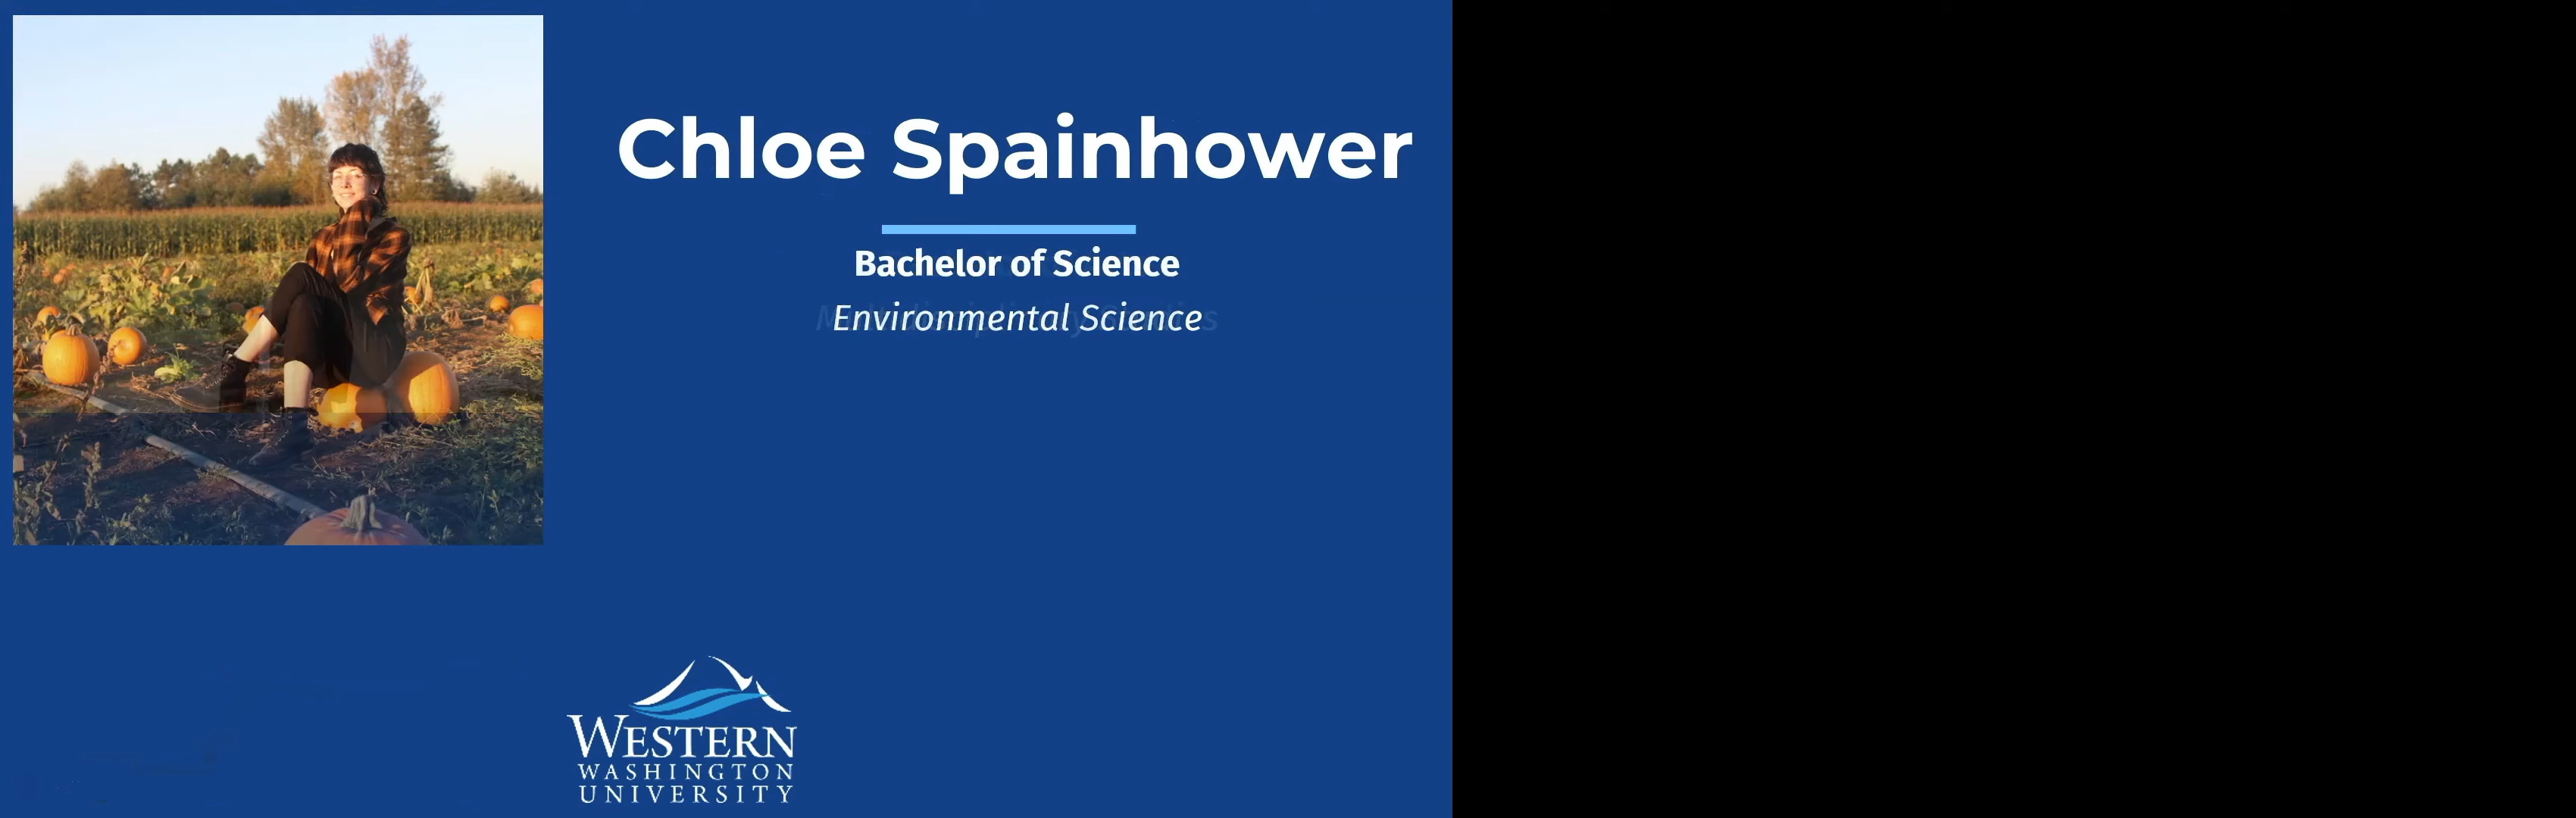 Chloe Spainhower
Bachelor of Science
Environmental Science
WESTERN
WASHINGTON
UNIVERSITY